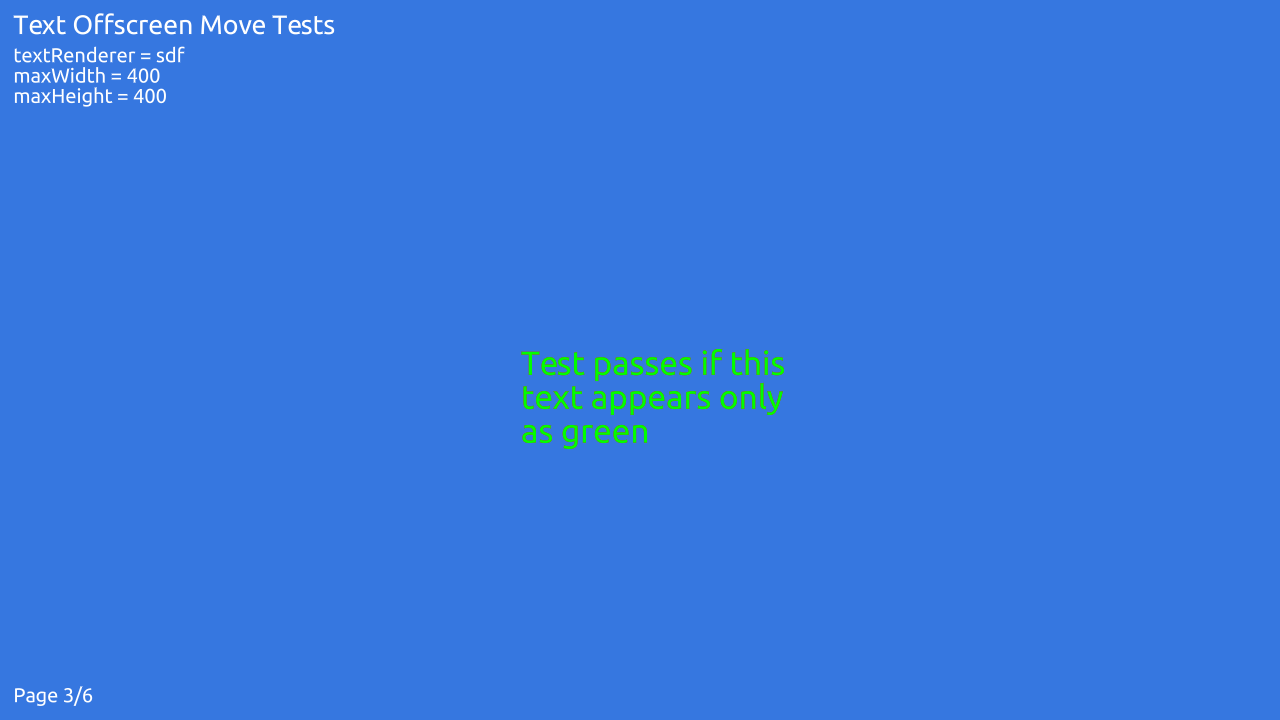 Text Offscreen Move Tests
textRenderer = sdf
maxWidth = 400
maxHeight = 400
Test passes if this
text appears only
as green
Page 3/6